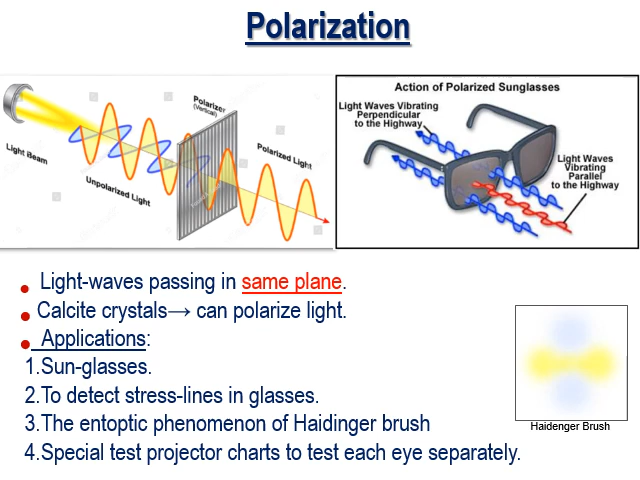 Polarization
Light Beam
Unpolarized Light
Polarizer
(Vertical)
Polarized Light
Action of Polarized Sunglasses
Light Waves Vibrating
Perpendicular
to the Highway
Light Waves
Vibrating
Parallel
to the Highway
• Light-waves passing in same plane.
• Calcite crystals→ can polarize light.
• Applications:
1.Sun-glasses.
2.To detect stress-lines in glasses.
3.The entoptic phenomenon of Haidinger brush
4.Special test projector charts to test each eye separately.
Haidenger Brush